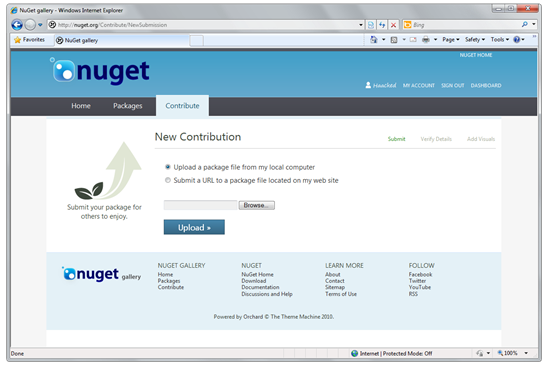 NuGet gallery - Windows Internet Explorer
http://nuget.org/Contribute/NewSubmission
Bing
Favorites
NuGet gallery
Page
Safety
Tools
NUGET HOME
nuget
Haacked MY ACCOUNT SIGN OUT DASHBOARD
Home Packages Contribute
New Contribution
Submit Verify Details Add Visuals
Upload a package file from my local computer
Submit a URL to a package file located on my web site
Submit your package for
others to enjoy.
Browse...
Upload »
nuget gallery
NUGET GALLERY
Home
Packages
Contribute
NUGET
NuGet Home
Download
Documentation
Discussions and Help
LEARN MORE
About
Contact
Sitemap
Terms of Use
FOLLOW
Facebook
Twitter
YouTube
RSS
Powered by Orchard © The Theme Machine 2010.
Done
Internet | Protected Mode: Off
100%